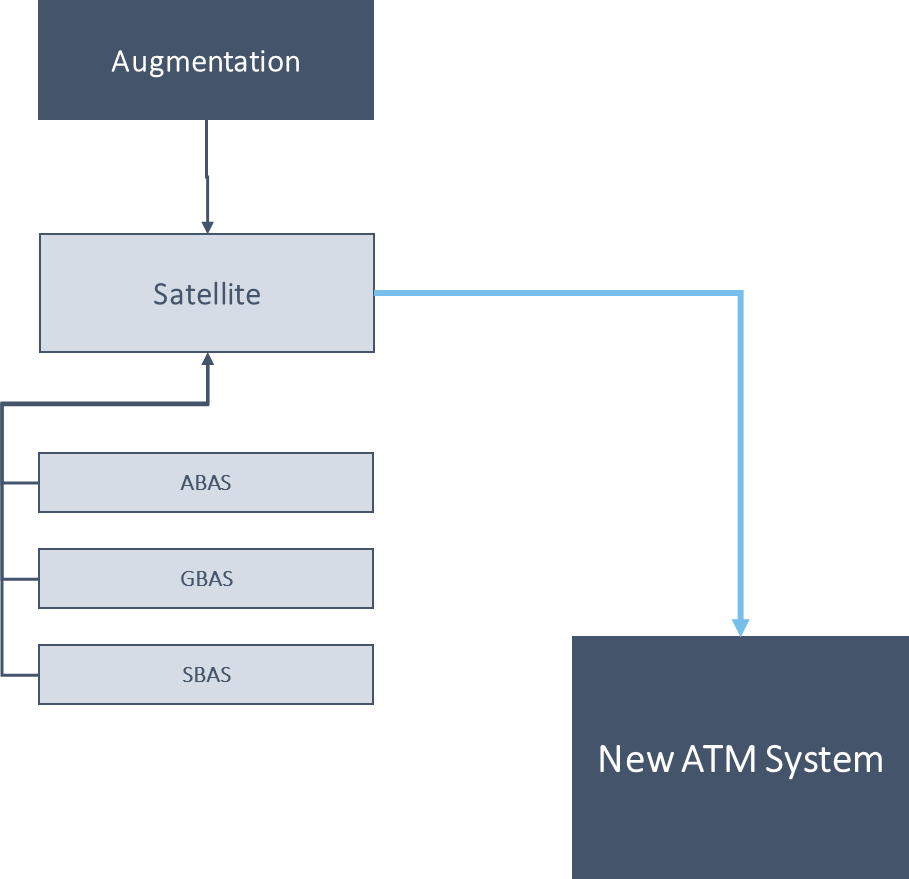 Augmentation
Satellite
ABAS
GBAS
SBAS
New ATM System